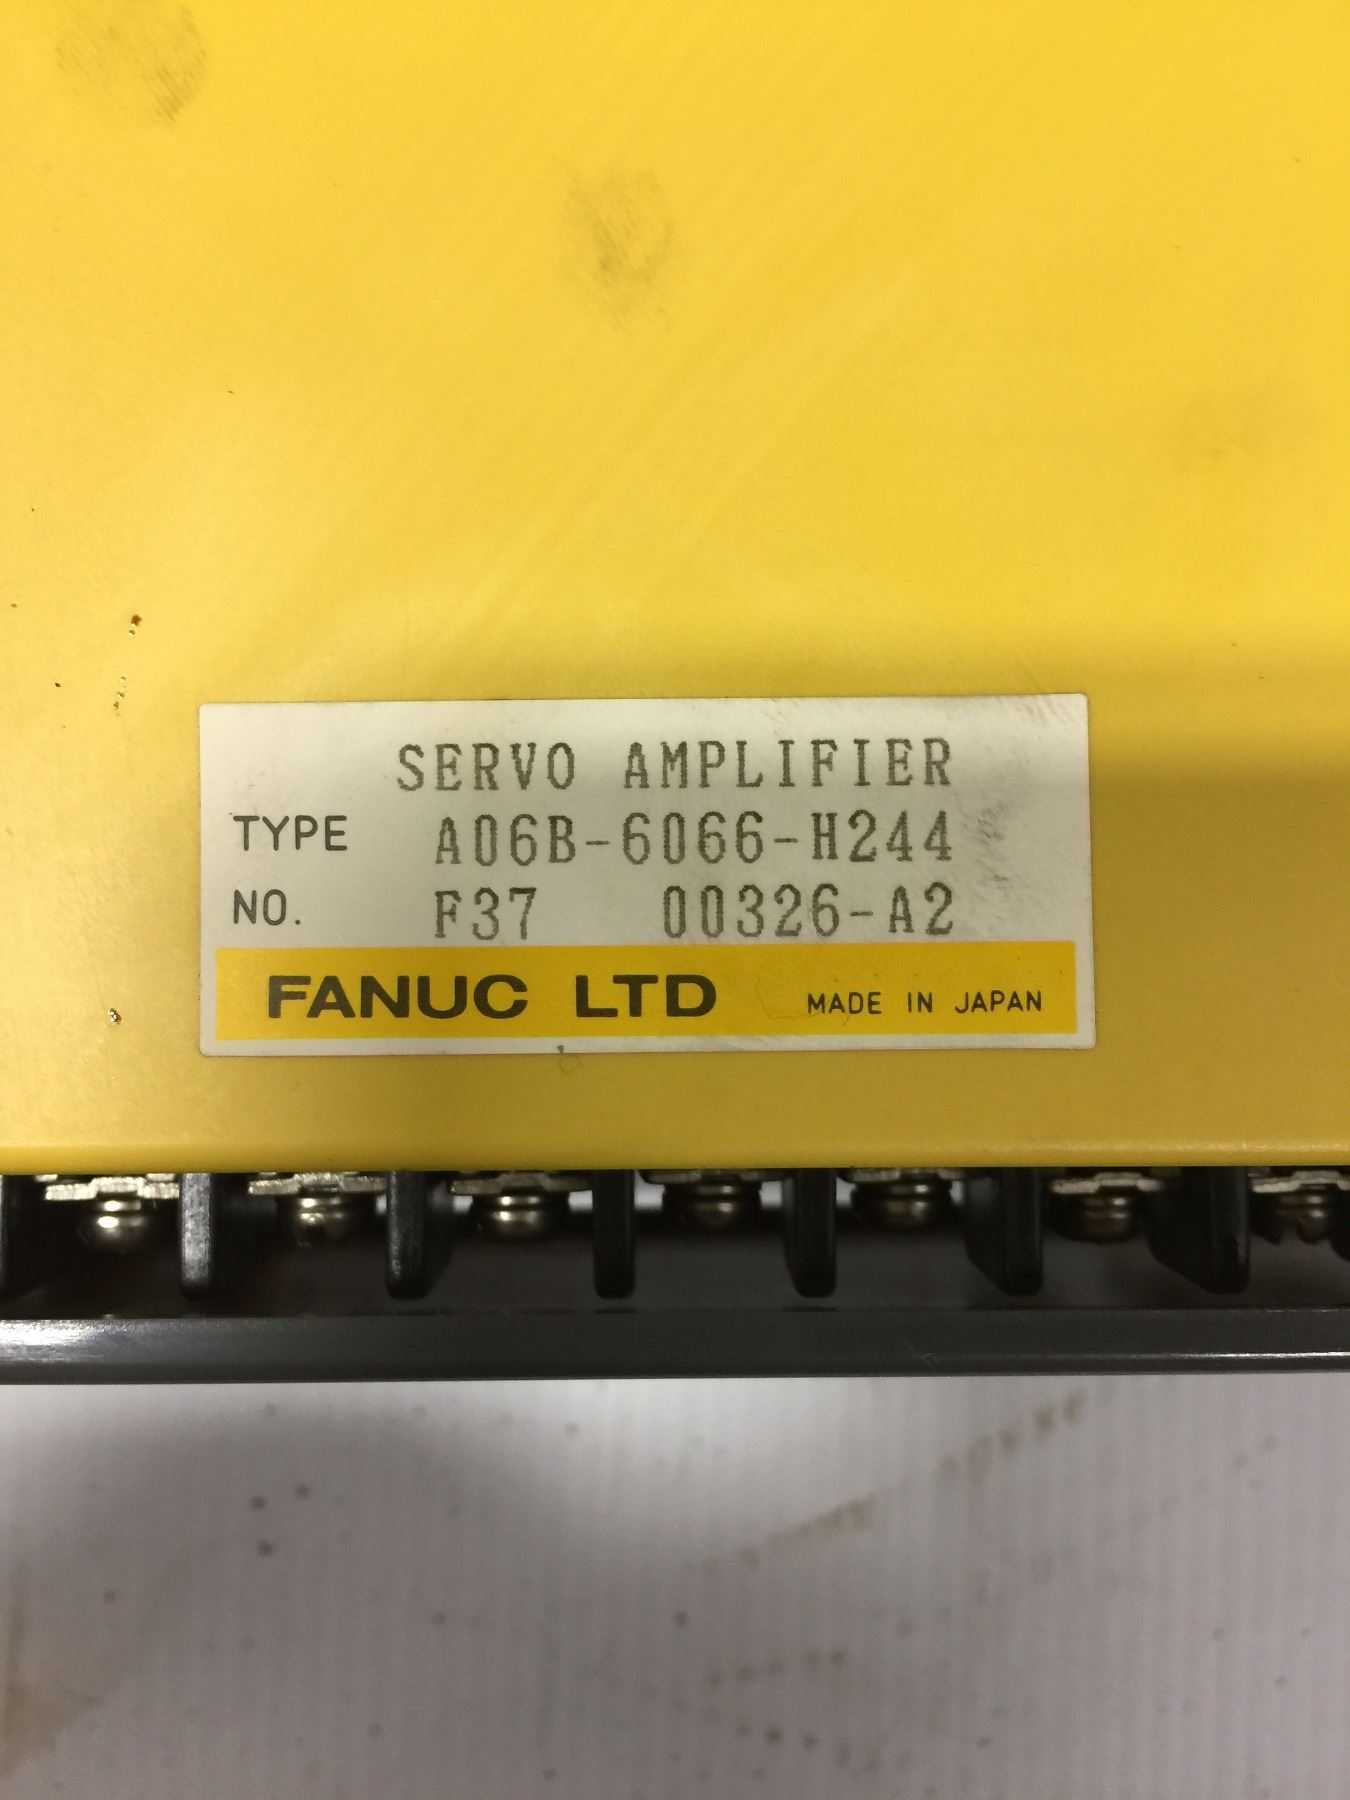 SERVO AMPLIFIER
TYPE A06B-6066-H244
NO. F37 00326-A2
FANUC LTD MADE IN JAPAN